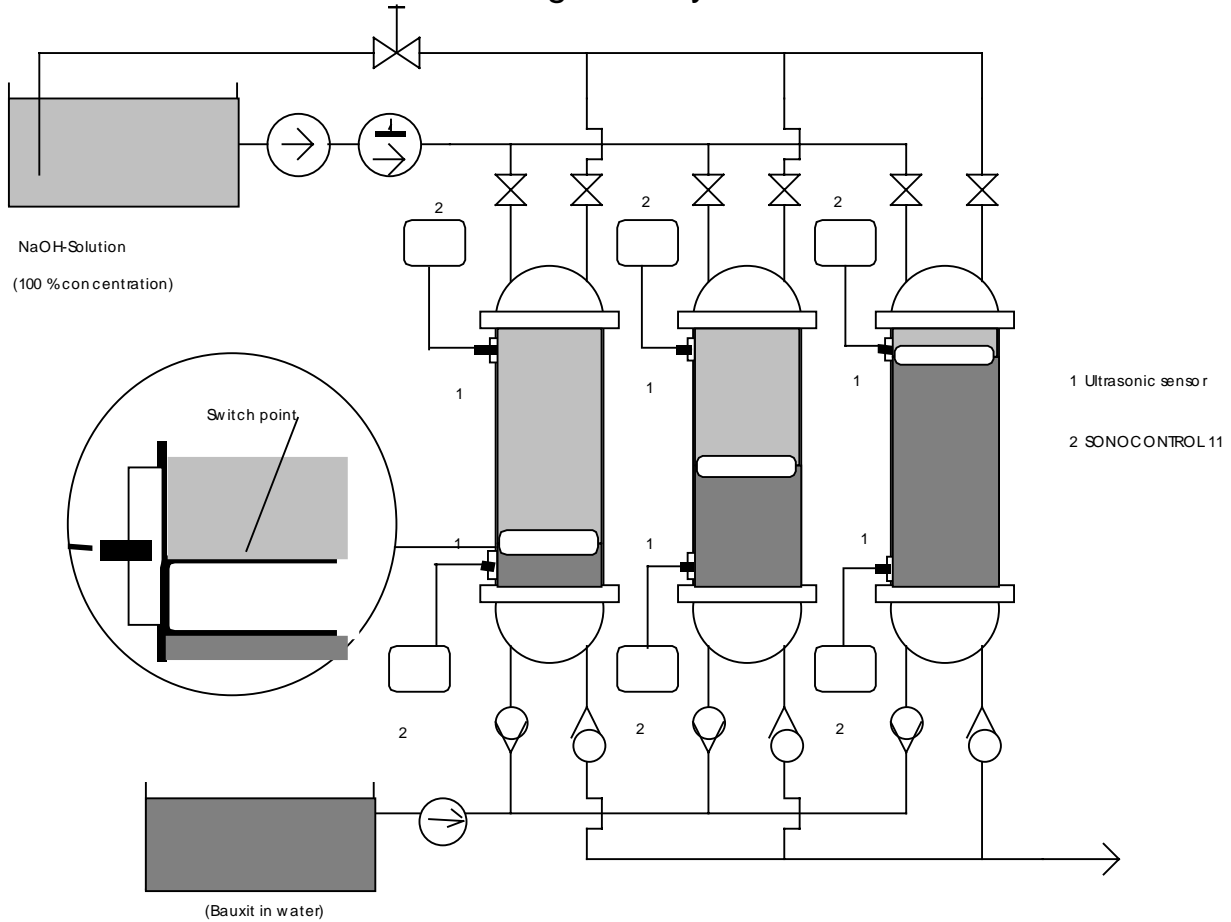 2
2
2
NaOH-Solution
(100 % concentration)
1
1
1
1 Ultrasonic sensor
2 SONOCONTROL 11
Switch point
1
1
1
2
2
2
(Bauxit in water)